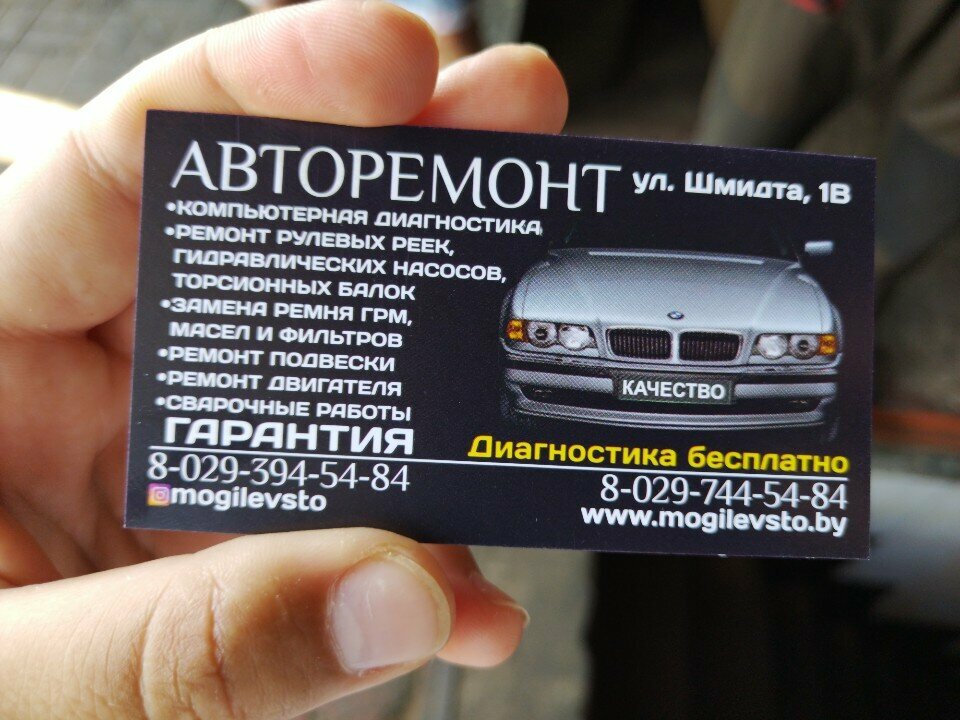 АВТОРЕМОНТ ул. Шмидта, 1В
•КОМПЬЮТЕРНАЯ ДИАГНОСТИКА
•РЕМОНТ РУЛЕВЫХ РЕЕК,
ГИДРАВЛИЧЕСКИХ НАСОСОВ,
ТОРСИОННЫХ БАЛОК
•ЗАМЕНА РЕМНЯ ГРМ,
МАСЕЛ И ФИЛЬТРОВ
•РЕМОНТ ПОДВЕСКИ
•РЕМОНТ ДВИГАТЕЛЯ
•СВАРОЧНЫЕ РАБОТЫ
ГАРАНТИЯ
КАЧЕСТВО
Диагностика бесплатно
8-029-394-54-84
mogilevsto
8-029-744-54-84
www.mogilevsto.by